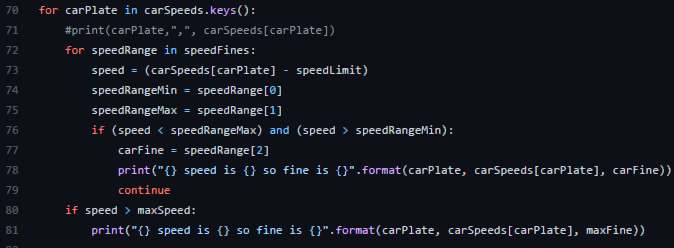 70 for carPlate in carSpeeds.keys():
71     #print(carPlate,",", carSpeeds[carPlate])
72     for speedRange in speedFines:
73         speed = (carSpeeds[carPlate] - speedLimit)
74         speedRangeMin = speedRange[0]
75         speedRangeMax = speedRange[1]
76         if (speed < speedRangeMax) and (speed > speedRangeMin):
77             carFine = speedRange[2]
78             print("{} speed is {} so fine is {}".format(carPlate, carSpeeds[carPlate], carFine))
79             continue
80     if speed > maxSpeed:
81         print("{} speed is {} so fine is {}".format(carPlate, carSpeeds[carPlate], maxFine))